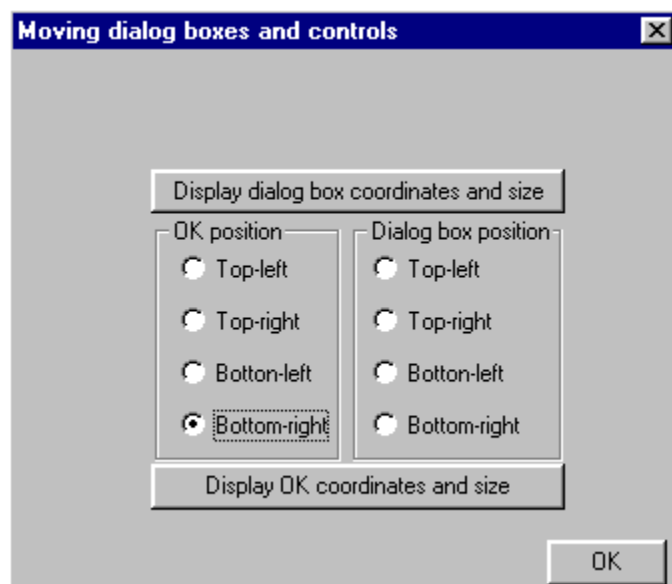 Moving dialog boxes and controls
Display dialog box coordinates and size
OK position
Top-left
Top-right
Botton-left
Bottom-right
Dialog box position
Top-left
Top-right
Bottom-left
Bottom-right
Display OK coordinates and size
OK